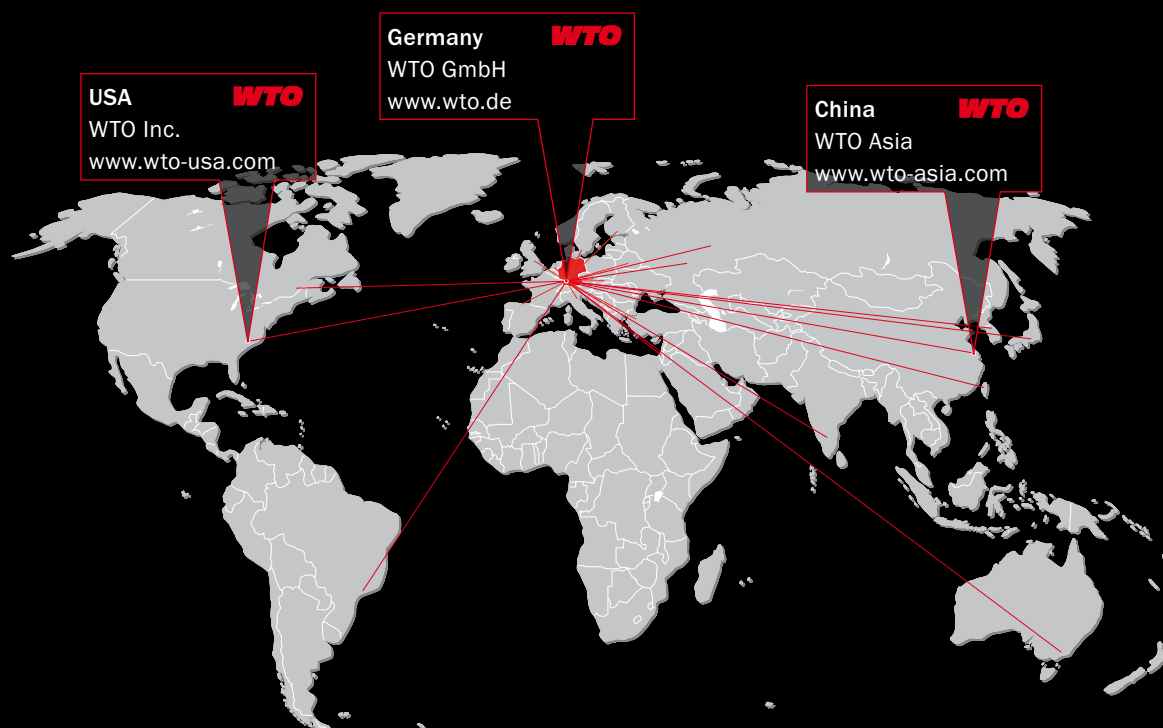 Germany WTO
WTO GmbH
www.wto.de
USA WTO
WTO Inc.
www.wto-usa.com
China WTO
WTO Asia
www.wto-asia.com